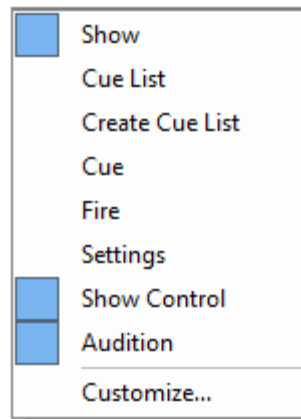 Show
Cue List
Create Cue List
Cue
Fire
Settings
Show Control
Audition
Customize...